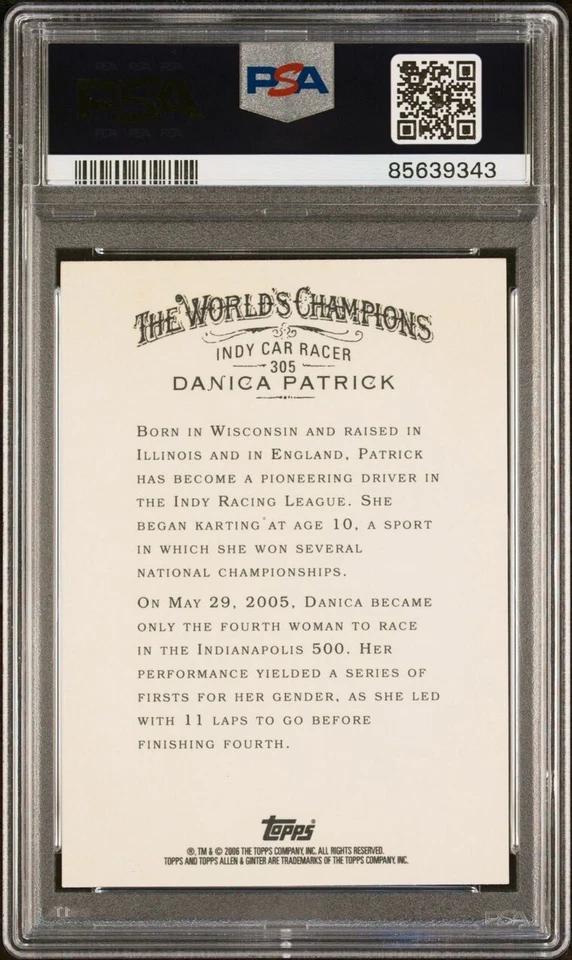 PSA
85639343
THE WORLD'S CHAMPIONS
INDY CAR RACER
305
DANICA PATRICK
BORN IN WISCONSIN AND RAISED IN
ILLINOIS AND IN ENGLAND, PATRICK
HAS BECOME A PIONEERING DRIVER IN
THE INDY RACING LEAGUE. SHE
BEGAN KARTING AT AGE 10, A SPORT
IN WHICH SHE WON SEVERAL
NATIONAL CHAMPIONSHIPS.
ON MAY 29, 2005, DANICA BECAME
ONLY THE FOURTH WOMAN TO RACE
IN THE INDIANAPOLIS 500. HER
PERFORMANCE YIELDED A SERIES OF
FIRSTS FOR HER GENDER, AS SHE LED
WITH 11 LAPS TO GO BEFORE
FINISHING FOURTH.
topps®
®, TM & © 2006 THE TOPPS COMPANY, INC. ALL RIGHTS RESERVED.
TOPPS AND TOPPS ALLEN & GINTER ARE TRADEMARKS OF THE TOPPS COMPANY, INC.
PSA